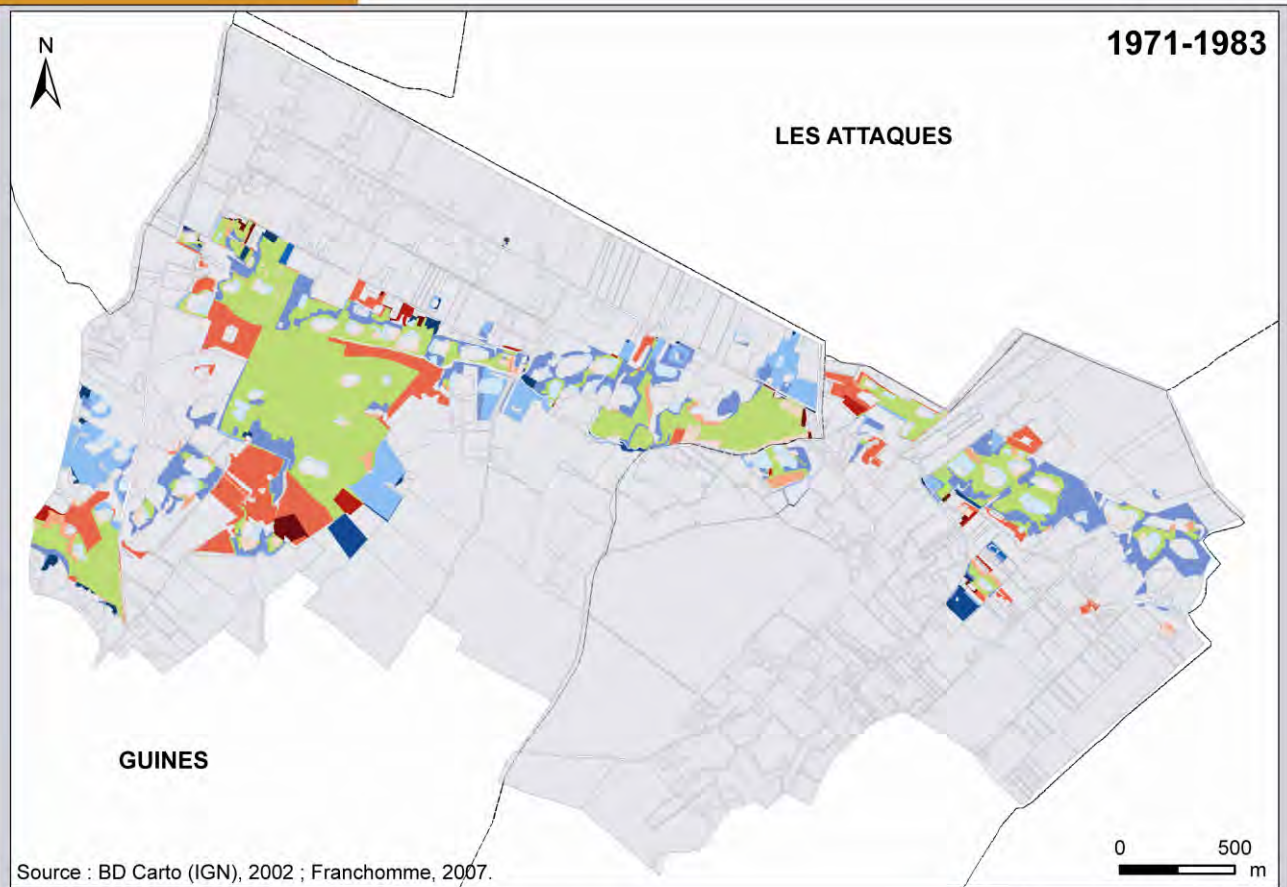 1971-1983
N
LES ATTAQUES
GUINES
0 500
m
Source : BD Carto (IGN), 2002 ; Franchomme, 2007.